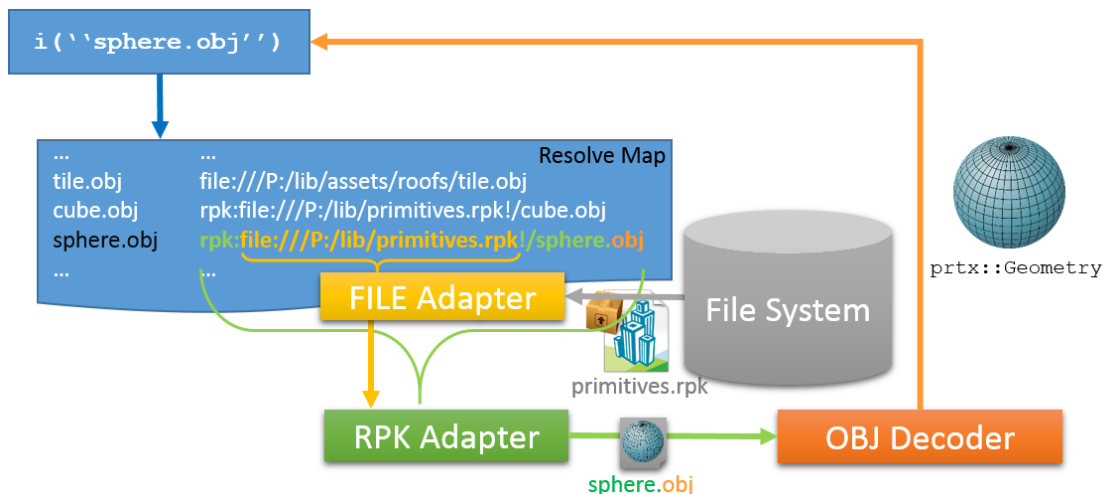 i(‘‘sphere.obj’’)
Resolve Map
... ...
tile.obj file:///P:/lib/assets/roofs/tile.obj
cube.obj rpk:file:///P:/lib/primitives.rpk!/cube.obj
sphere.obj rpk:file:///P:/lib/primitives.rpk!/sphere.obj
... ...
prtx::Geometry
FILE Adapter
File System
primitives.rpk
RPK Adapter
OBJ Decoder
sphere.obj